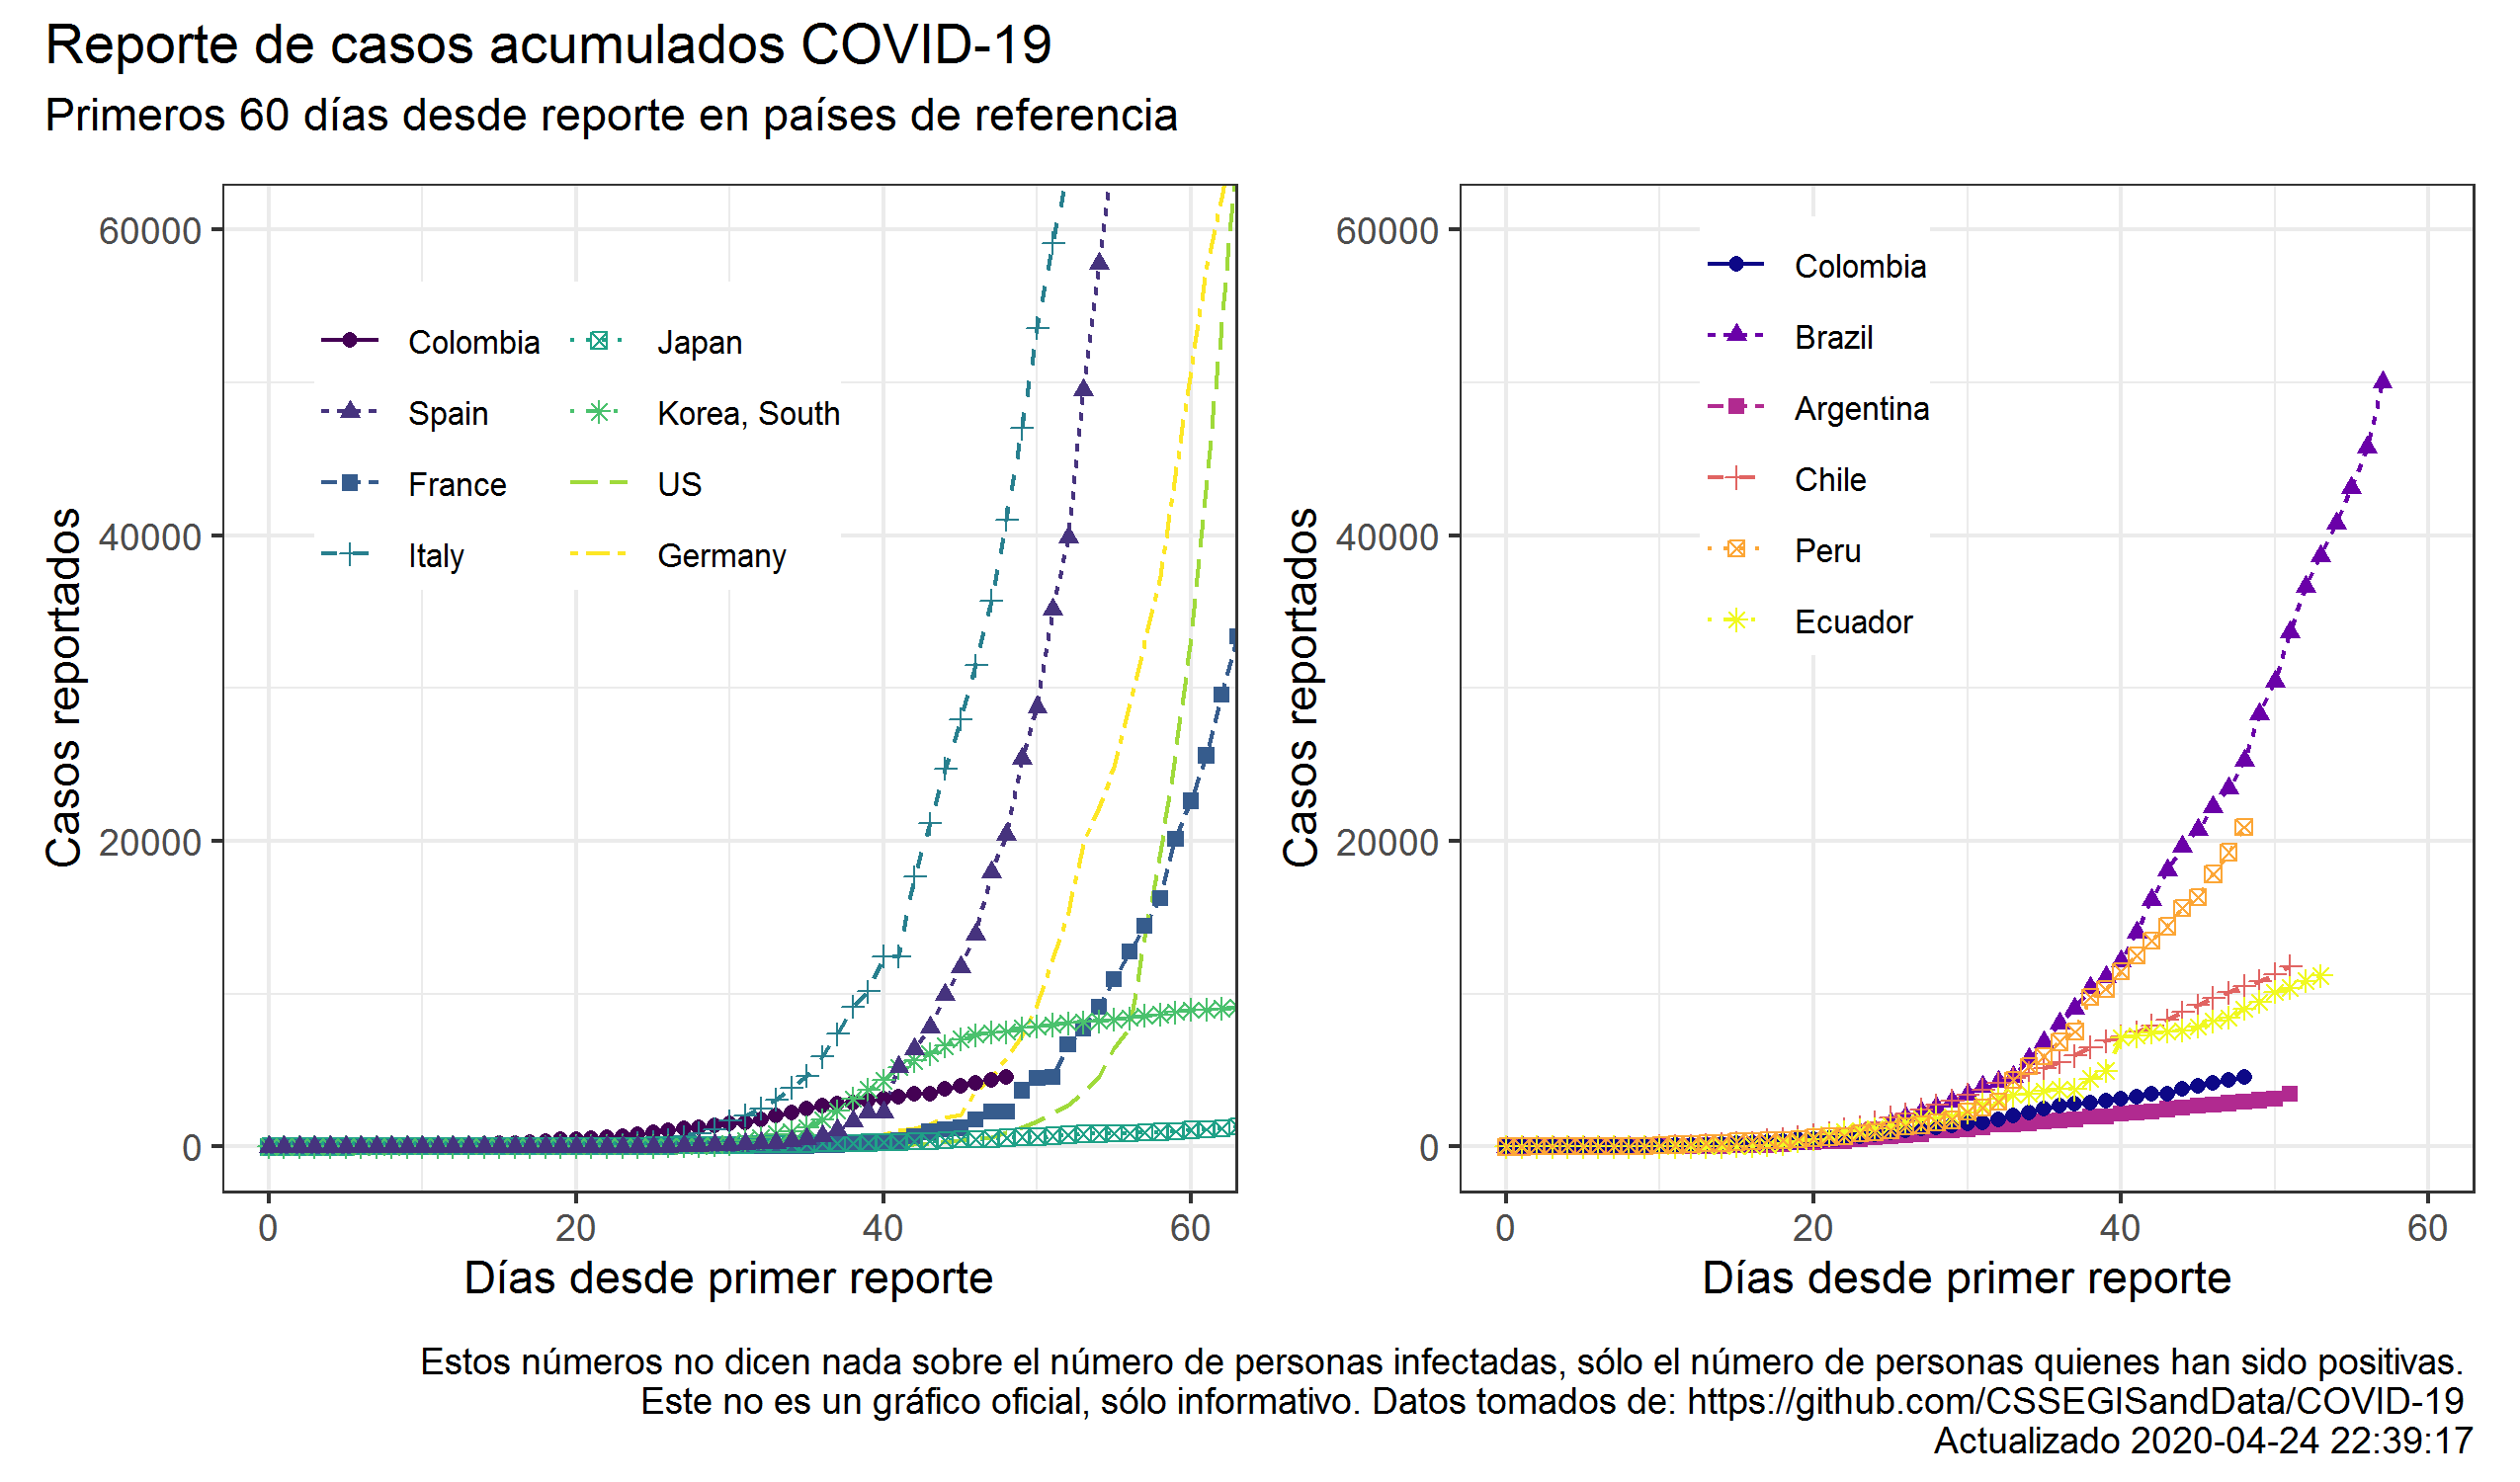 Reporte de casos acumulados COVID-19
Primeros 60 días desde reporte en países de referencia
Casos reportados
60000
40000
20000
0
Colombia
Spain
France
Italy
Japan
Korea, South
US
Germany
0 20 40 60
Días desde primer reporte
Casos reportados
60000
40000
20000
0
Colombia
Brazil
Argentina
Chile
Peru
Ecuador
0 20 40 60
Días desde primer reporte
Estos números no dicen nada sobre el número de personas infectadas, sólo el número de personas quienes han sido positivas.
Este no es un gráfico oficial, sólo informativo. Datos tomados de: https://github.com/CSSEGISandData/COVID-19
Actualizado 2020-04-24 22:39:17